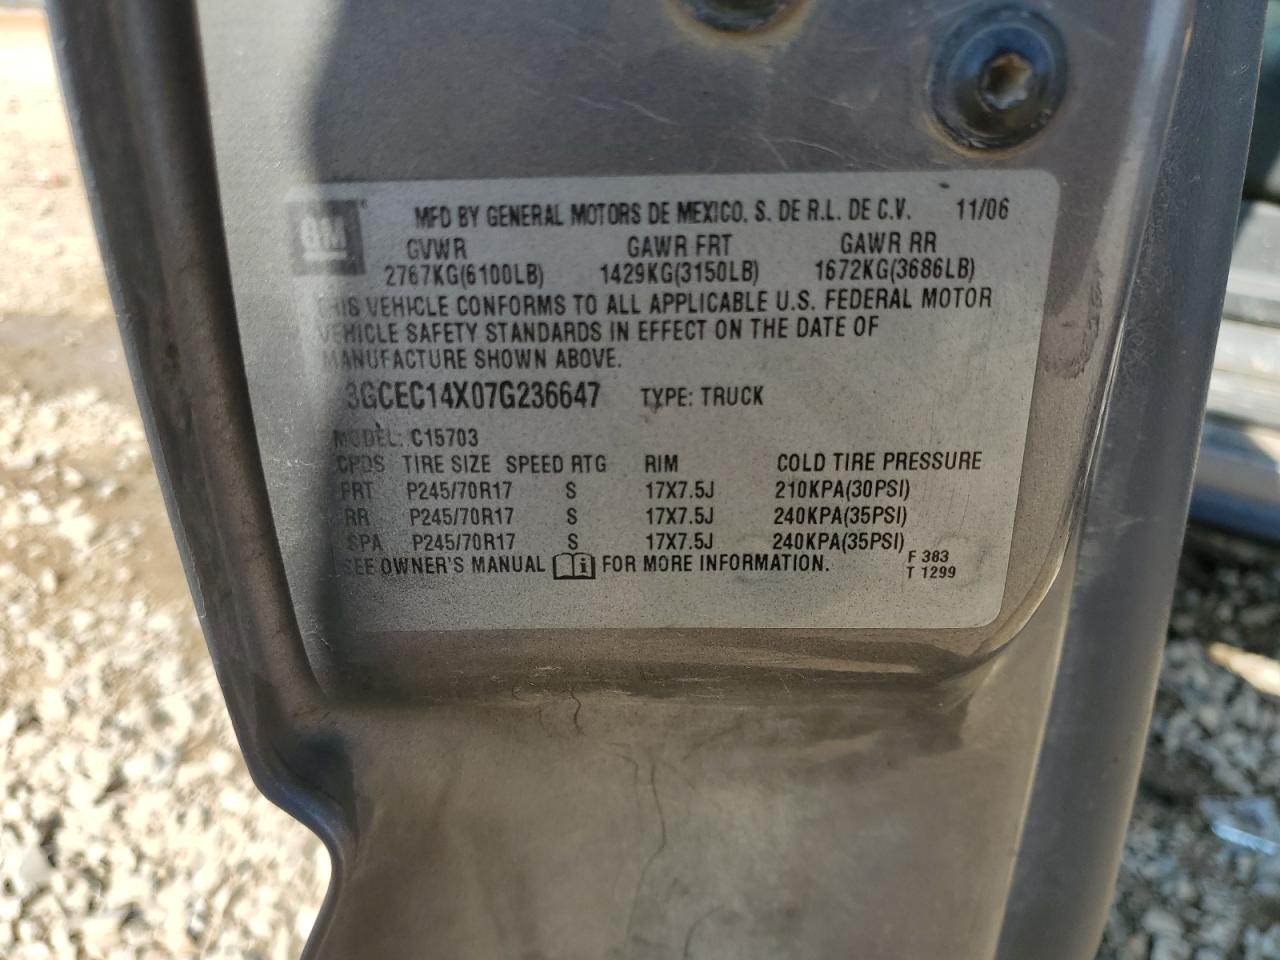 GM
MFD BY GENERAL MOTORS DE MEXICO, S. DE R.L. DE C.V. 11/06
GVWR GAWR FRT GAWR RR
2767KG(6100LB) 1429KG(3150LB) 1672KG(3686LB)
THIS VEHICLE CONFORMS TO ALL APPLICABLE U.S. FEDERAL MOTOR
VEHICLE SAFETY STANDARDS IN EFFECT ON THE DATE OF
MANUFACTURE SHOWN ABOVE.
3GCEC14X07G236647 TYPE: TRUCK
MODEL: C15703
CPDS TIRE SIZE SPEED RTG RIM COLD TIRE PRESSURE
FRT P245/70R17 S 17X7.5J 210KPA(30PSI)
RR P245/70R17 S 17X7.5J 240KPA(35PSI)
SPA P245/70R17 S 17X7.5J 240KPA(35PSI)
SEE OWNER'S MANUAL FOR MORE INFORMATION.
F 383
T 1299